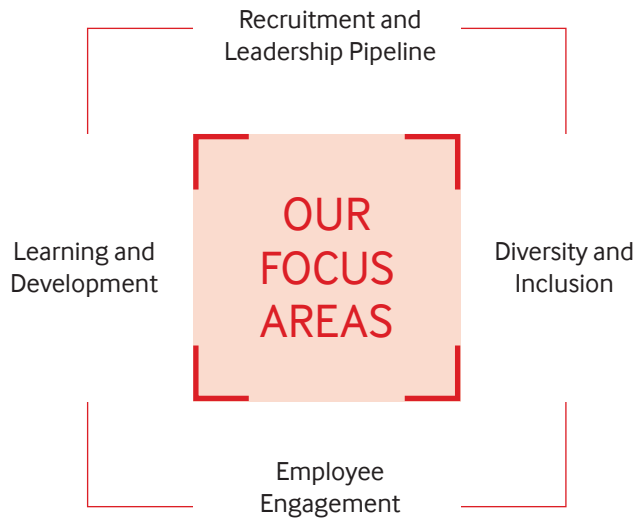 Recruitment and
Leadership Pipeline
OUR
FOCUS
AREAS
Learning and
Development
Diversity and
Inclusion
Employee
Engagement